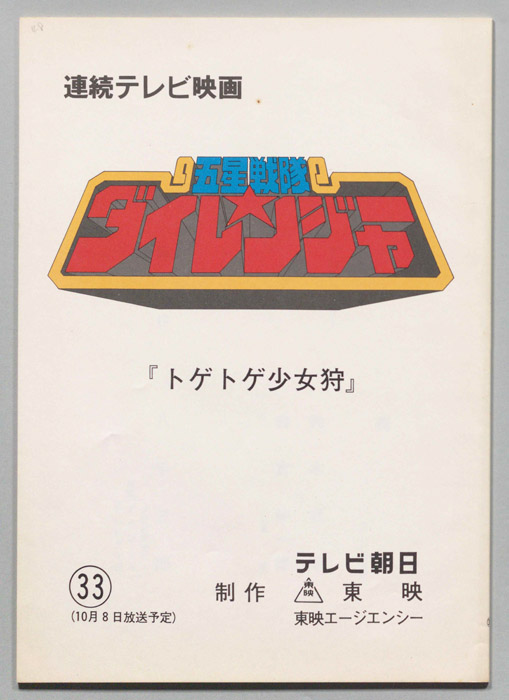 連続テレビ映画
五星戦隊
ダイレンジャー
『トゲトゲ少女狩』
テレビ朝日
33
制作 東映 東映
(10月8日放送予定)
東映エージエンシー